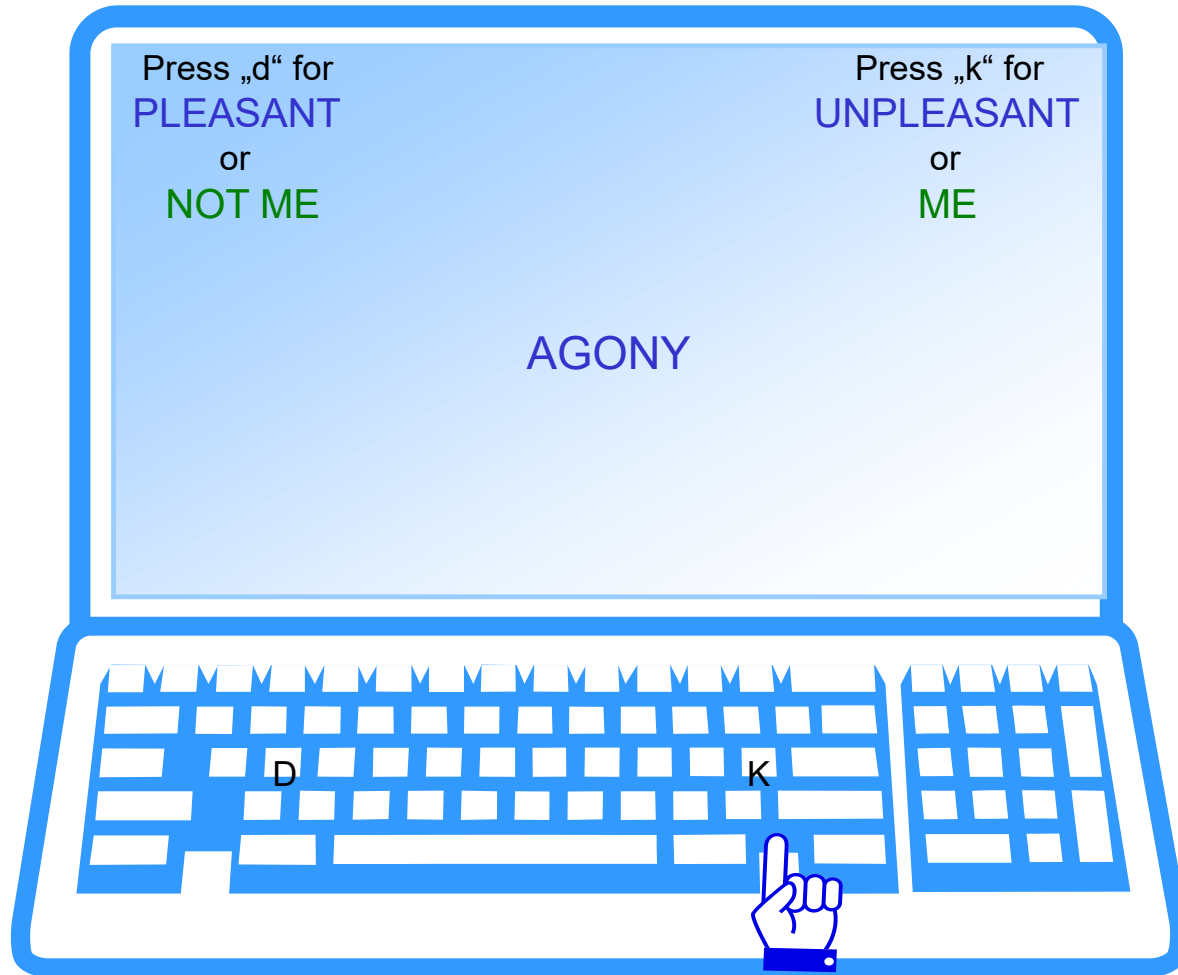 Press „d“ for
PLEASANT
or
NOT ME
Press „k“ for
UNPLEASANT
or
ME
AGONY
D
K